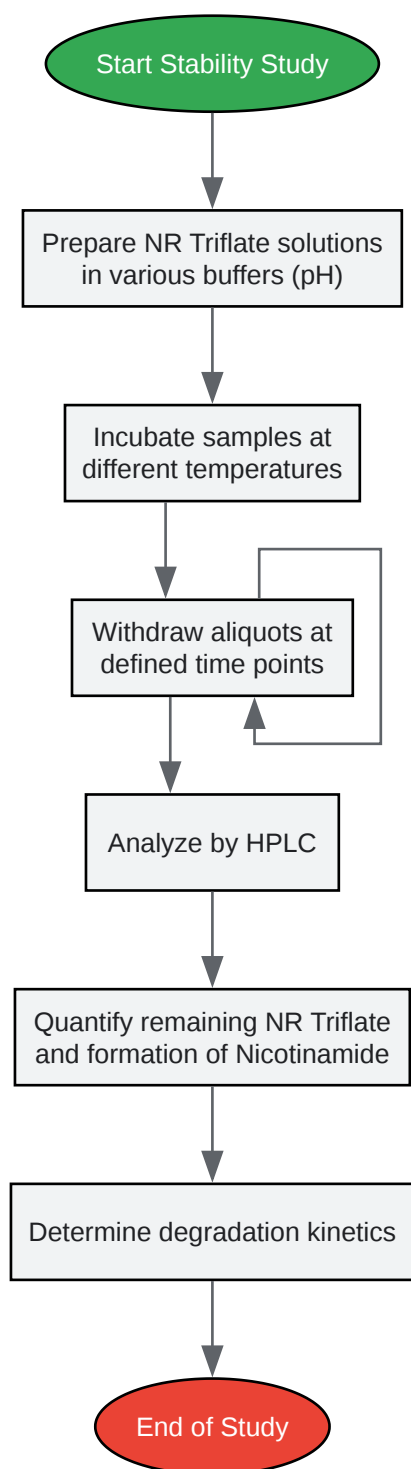 Start Stability Study
Prepare NR Triflate solutions
in various buffers (pH)
Incubate samples at
different temperatures
Withdraw aliquots at
defined time points
Analyze by HPLC
Quantify remaining NR Triflate
and formation of Nicotinamide
Determine degradation kinetics
End of Study